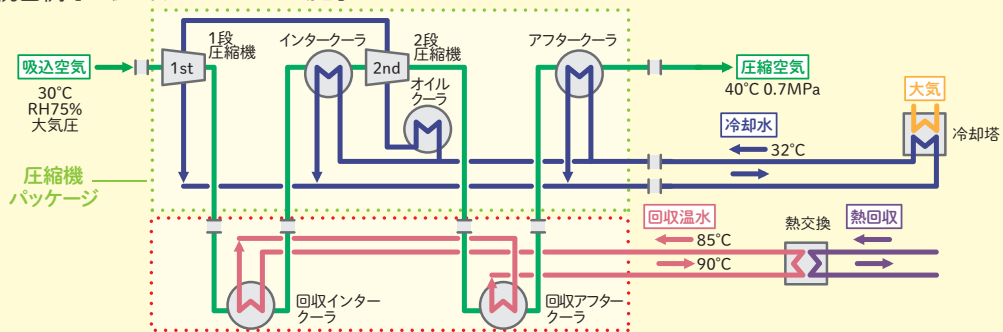 1段
圧縮機
インタークーラ
2段
圧縮機
アフタークーラ
吸込空気
1st
2nd
圧縮空気
30℃
RH75%
大気圧
オイル
クーラ
40℃ 0.7MPa
大気
冷却水
冷却塔
32℃
圧縮機
パッケージ
回収温水
熱交換
熱回収
85℃
90℃
回収インター
クーラ
回収アフター
クーラ